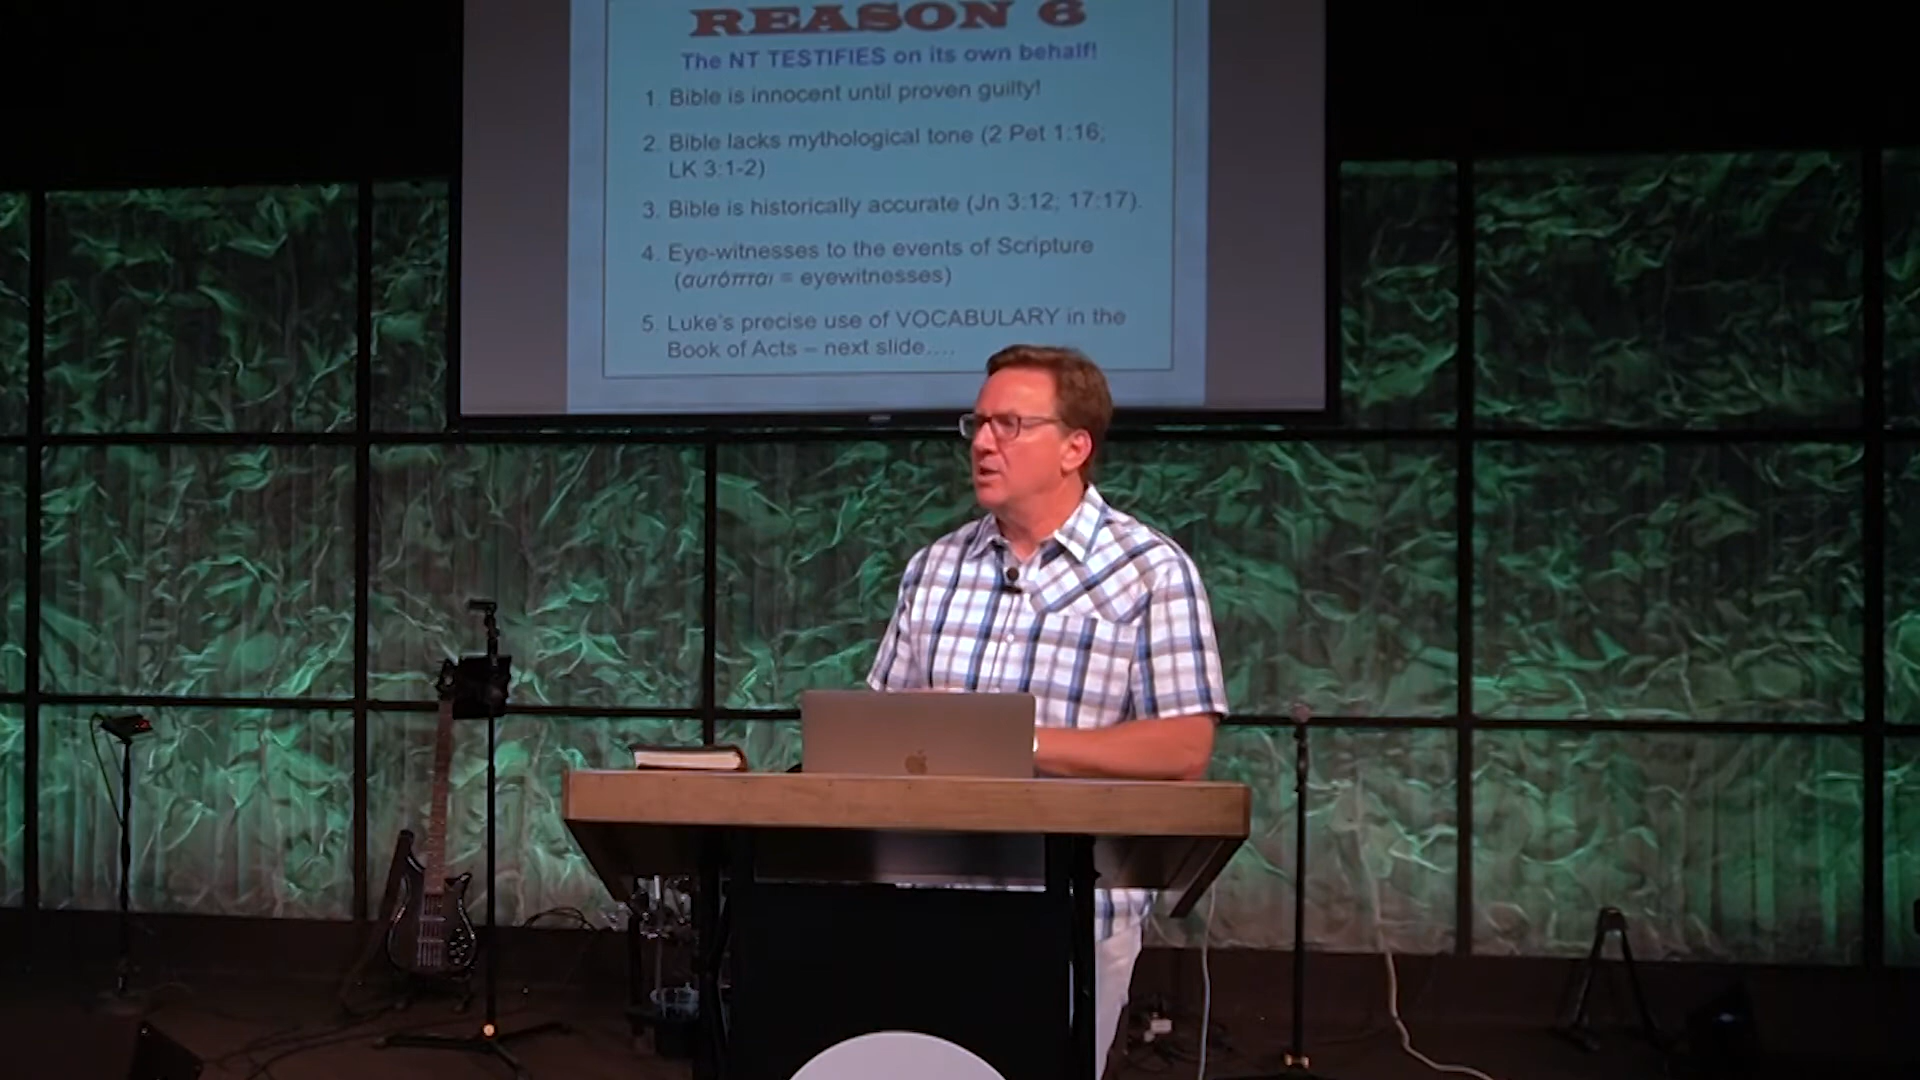 REASON 6
The NT TESTIFIES on its own behalf!
1. Bible is innocent until proven guilty!
2. Bible lacks mythological tone (2 Pet 1:16;
LK 3:1-2)
3. Bible is historically accurate (Jn 3:12; 17:17).
4. Eye-witnesses to the events of Scripture
(αυτόπται = eyewitnesses)
5. Luke's precise use of VOCABULARY in the
Book of Acts – next slide....